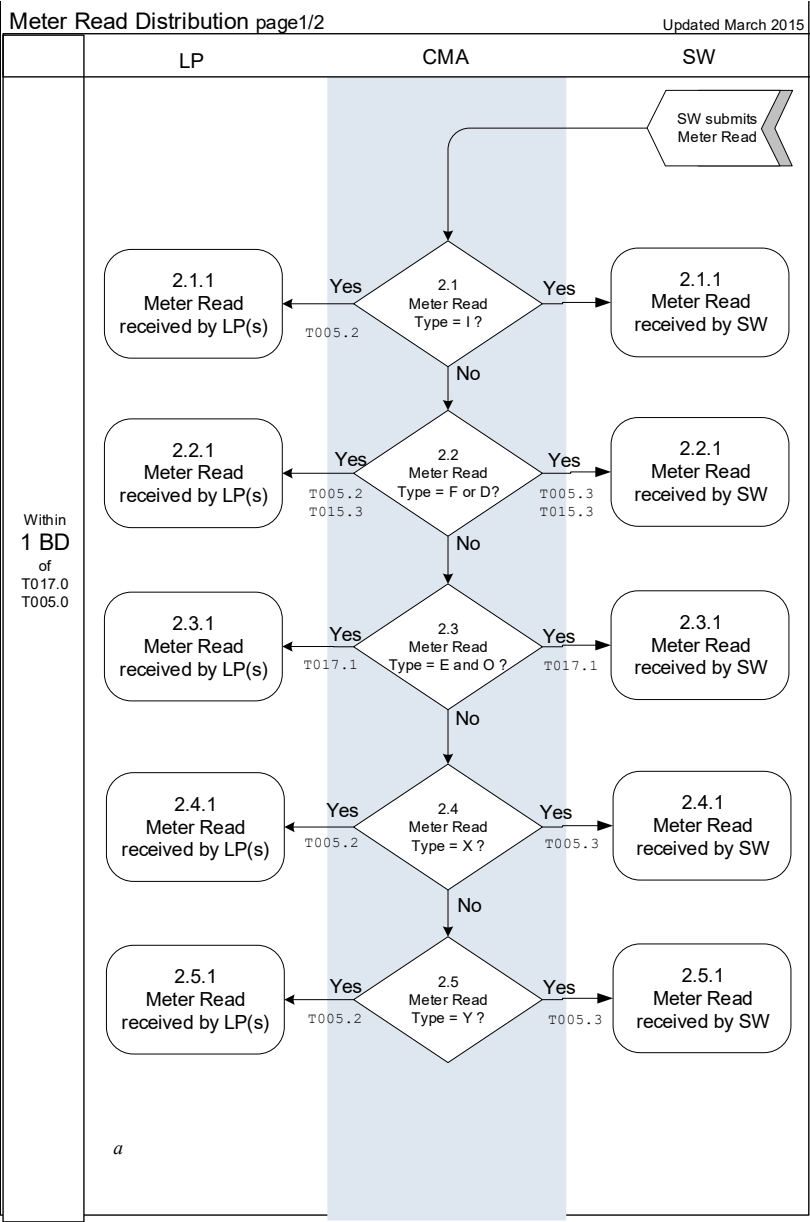 Meter Read Distribution page1/2
Updated March 2015
LP
CMA
SW
SW submits
Meter Read
2.1.1
Meter Read
received by LP(s)
Yes
T005.2
2.1
Meter Read
Type = I ?
Yes
2.1.1
Meter Read
received by SW
No
2.2.1
Meter Read
received by LP(s)
Yes
T005.2
T015.3
2.2
Meter Read
Type = F or D?
Yes
T005.3
T015.3
2.2.1
Meter Read
received by SW
No
Within
1 BD
of
T017.0
T005.0
2.3.1
Meter Read
received by LP(s)
Yes
T017.1
2.3
Meter Read
Type = E and O ?
Yes
T017.1
2.3.1
Meter Read
received by SW
No
2.4.1
Meter Read
received by LP(s)
Yes
T005.2
2.4
Meter Read
Type = X ?
Yes
T005.3
2.4.1
Meter Read
received by SW
No
2.5.1
Meter Read
received by LP(s)
Yes
T005.2
2.5
Meter Read
Type = Y ?
Yes
T005.3
2.5.1
Meter Read
received by SW
a